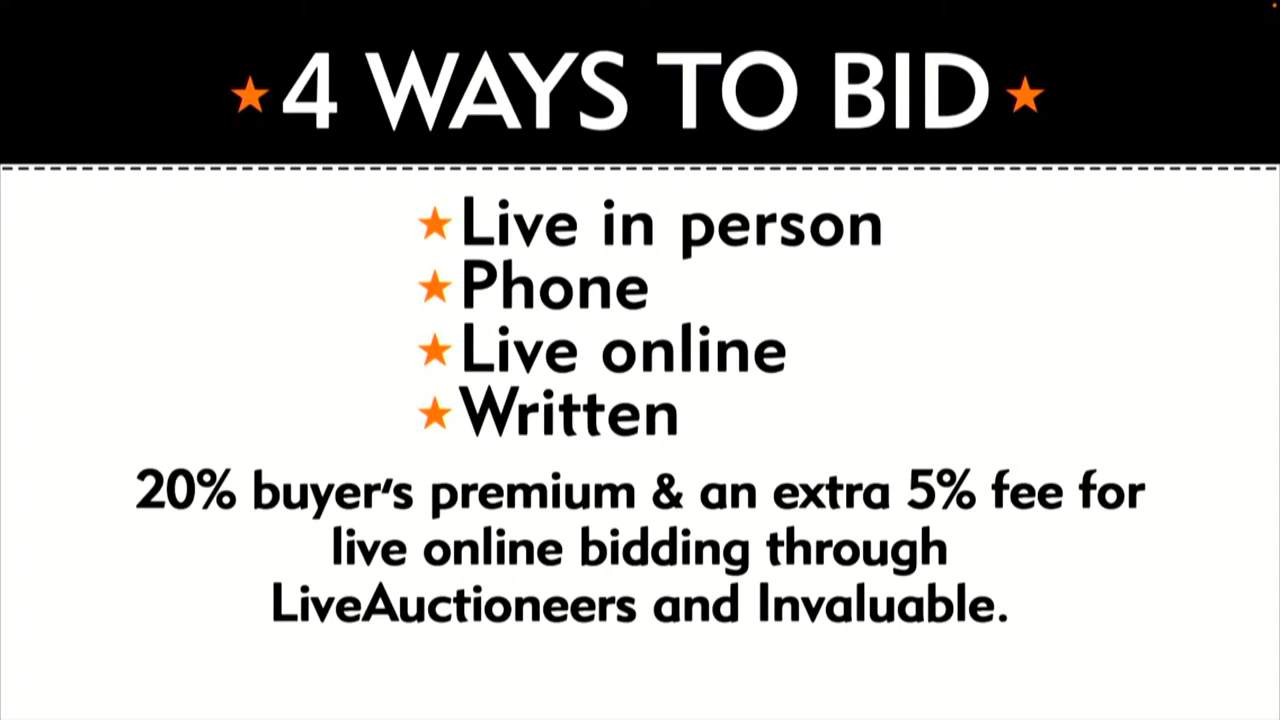 4 WAYS TO BID
Live in person
Phone
Live online
Written
20% buyer's premium & an extra 5% fee for
live online bidding through
LiveAuctioneers and Invaluable.